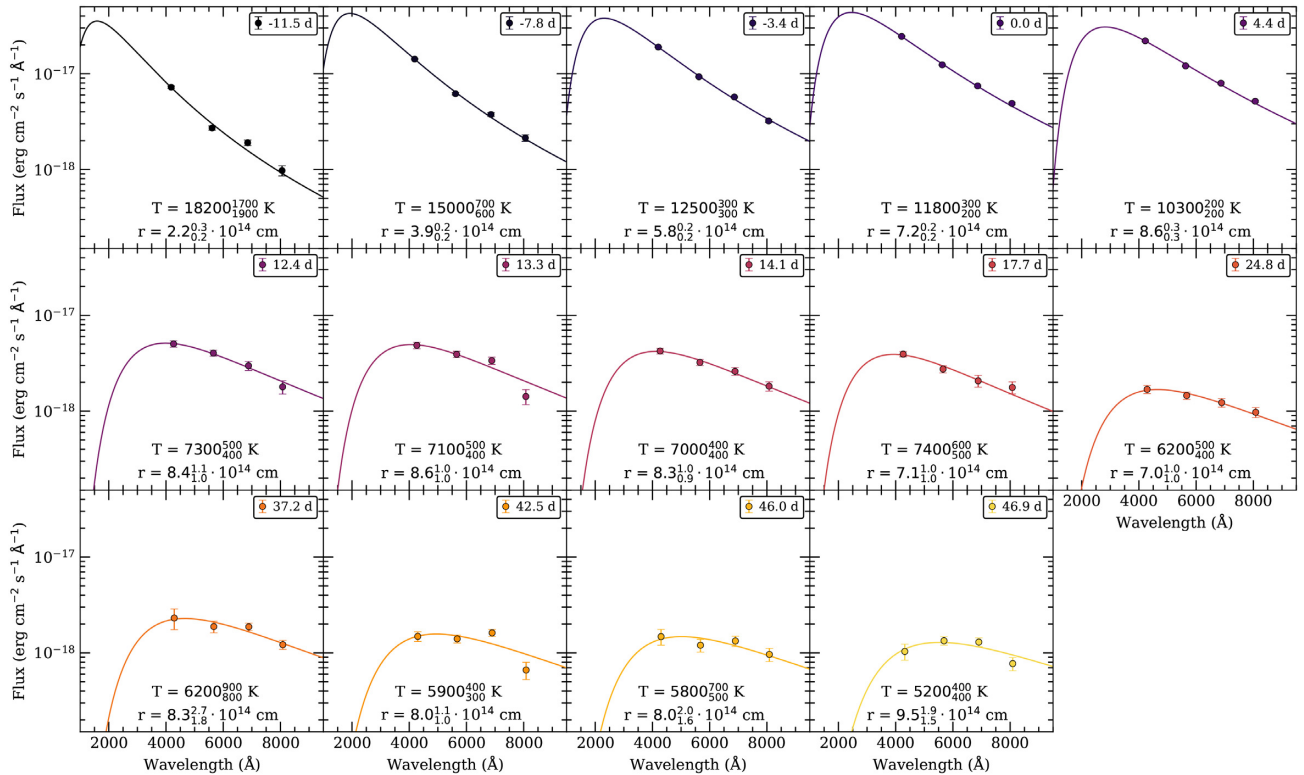 -11.5 d
-7.8 d
-3.4 d
0.0 d
4.4 d
Flux (erg cm⁻² s⁻¹ Å⁻¹)
10⁻¹⁷
10⁻¹⁸
T = 18200 1700 1900 K
r = 2.2 0.3 0.2 · 10¹⁴ cm
T = 15000 700 600 K
r = 3.9 0.2 0.2 · 10¹⁴ cm
T = 12500 300 300 K
r = 5.8 0.2 0.2 · 10¹⁴ cm
T = 11800 300 200 K
r = 7.2 0.2 0.2 · 10¹⁴ cm
T = 10300 200 200 K
r = 8.6 0.3 0.3 · 10¹⁴ cm
12.4 d
13.3 d
14.1 d
17.7 d
24.8 d
Flux (erg cm⁻² s⁻¹ Å⁻¹)
10⁻¹⁷
10⁻¹⁸
T = 7300 500 400 K
r = 8.4 1.1 1.0 · 10¹⁴ cm
T = 7100 500 400 K
r = 8.6 1.0 1.0 · 10¹⁴ cm
T = 7000 400 400 K
r = 8.3 1.0 0.9 · 10¹⁴ cm
T = 7400 600 500 K
r = 7.1 1.0 1.0 · 10¹⁴ cm
T = 6200 500 400 K
r = 7.0 1.0 1.0 · 10¹⁴ cm
2000 4000 6000 8000
Wavelength (Å)
37.2 d
42.5 d
46.0 d
46.9 d
Flux (erg cm⁻² s⁻¹ Å⁻¹)
10⁻¹⁷
10⁻¹⁸
T = 6200 900 800 K
r = 8.3 2.7 1.8 · 10¹⁴ cm
T = 5900 400 300 K
r = 8.0 1.1 1.0 · 10¹⁴ cm
T = 5800 700 500 K
r = 8.0 2.0 1.6 · 10¹⁴ cm
T = 5200 400 400 K
r = 9.5 1.9 1.5 · 10¹⁴ cm
2000 4000 6000 8000
2000 4000 6000 8000
2000 4000 6000 8000
2000 4000 6000 8000
Wavelength (Å)
Wavelength (Å)
Wavelength (Å)
Wavelength (Å)